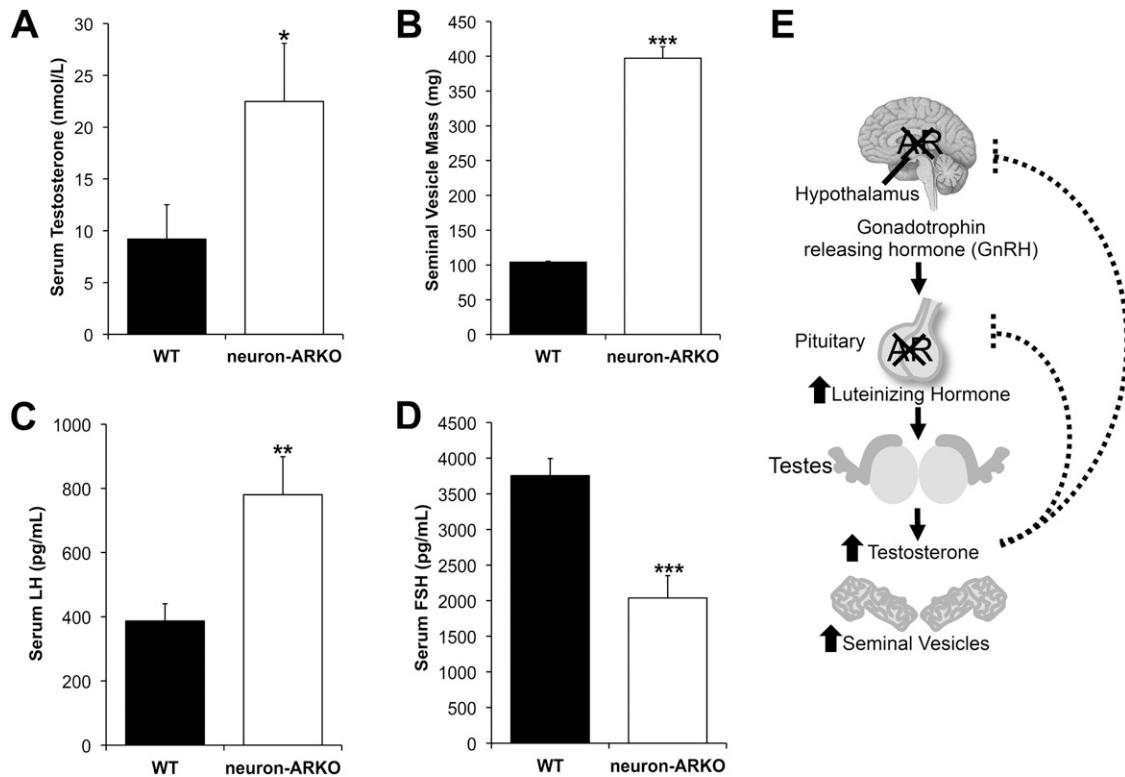 A
Serum Testosterone (nmol/L)
30
25
20
15
10
5
0
*
WT
neuron-ARKO
B
Seminal Vesicle Mass (mg)
450
400
350
300
250
200
150
100
50
0
***
WT
neuron-ARKO
C
Serum LH (pg/mL)
1000
800
600
400
200
0
**
WT
neuron-ARKO
D
Serum FSH (pg/mL)
4500
4000
3500
3000
2500
2000
1500
1000
500
0
***
WT
neuron-ARKO
E
AR
Hypothalamus
Gonadotrophin
releasing hormone (GnRH)
Pituitary
AR
Luteinizing Hormone
Testes
Testosterone
Seminal Vesicles